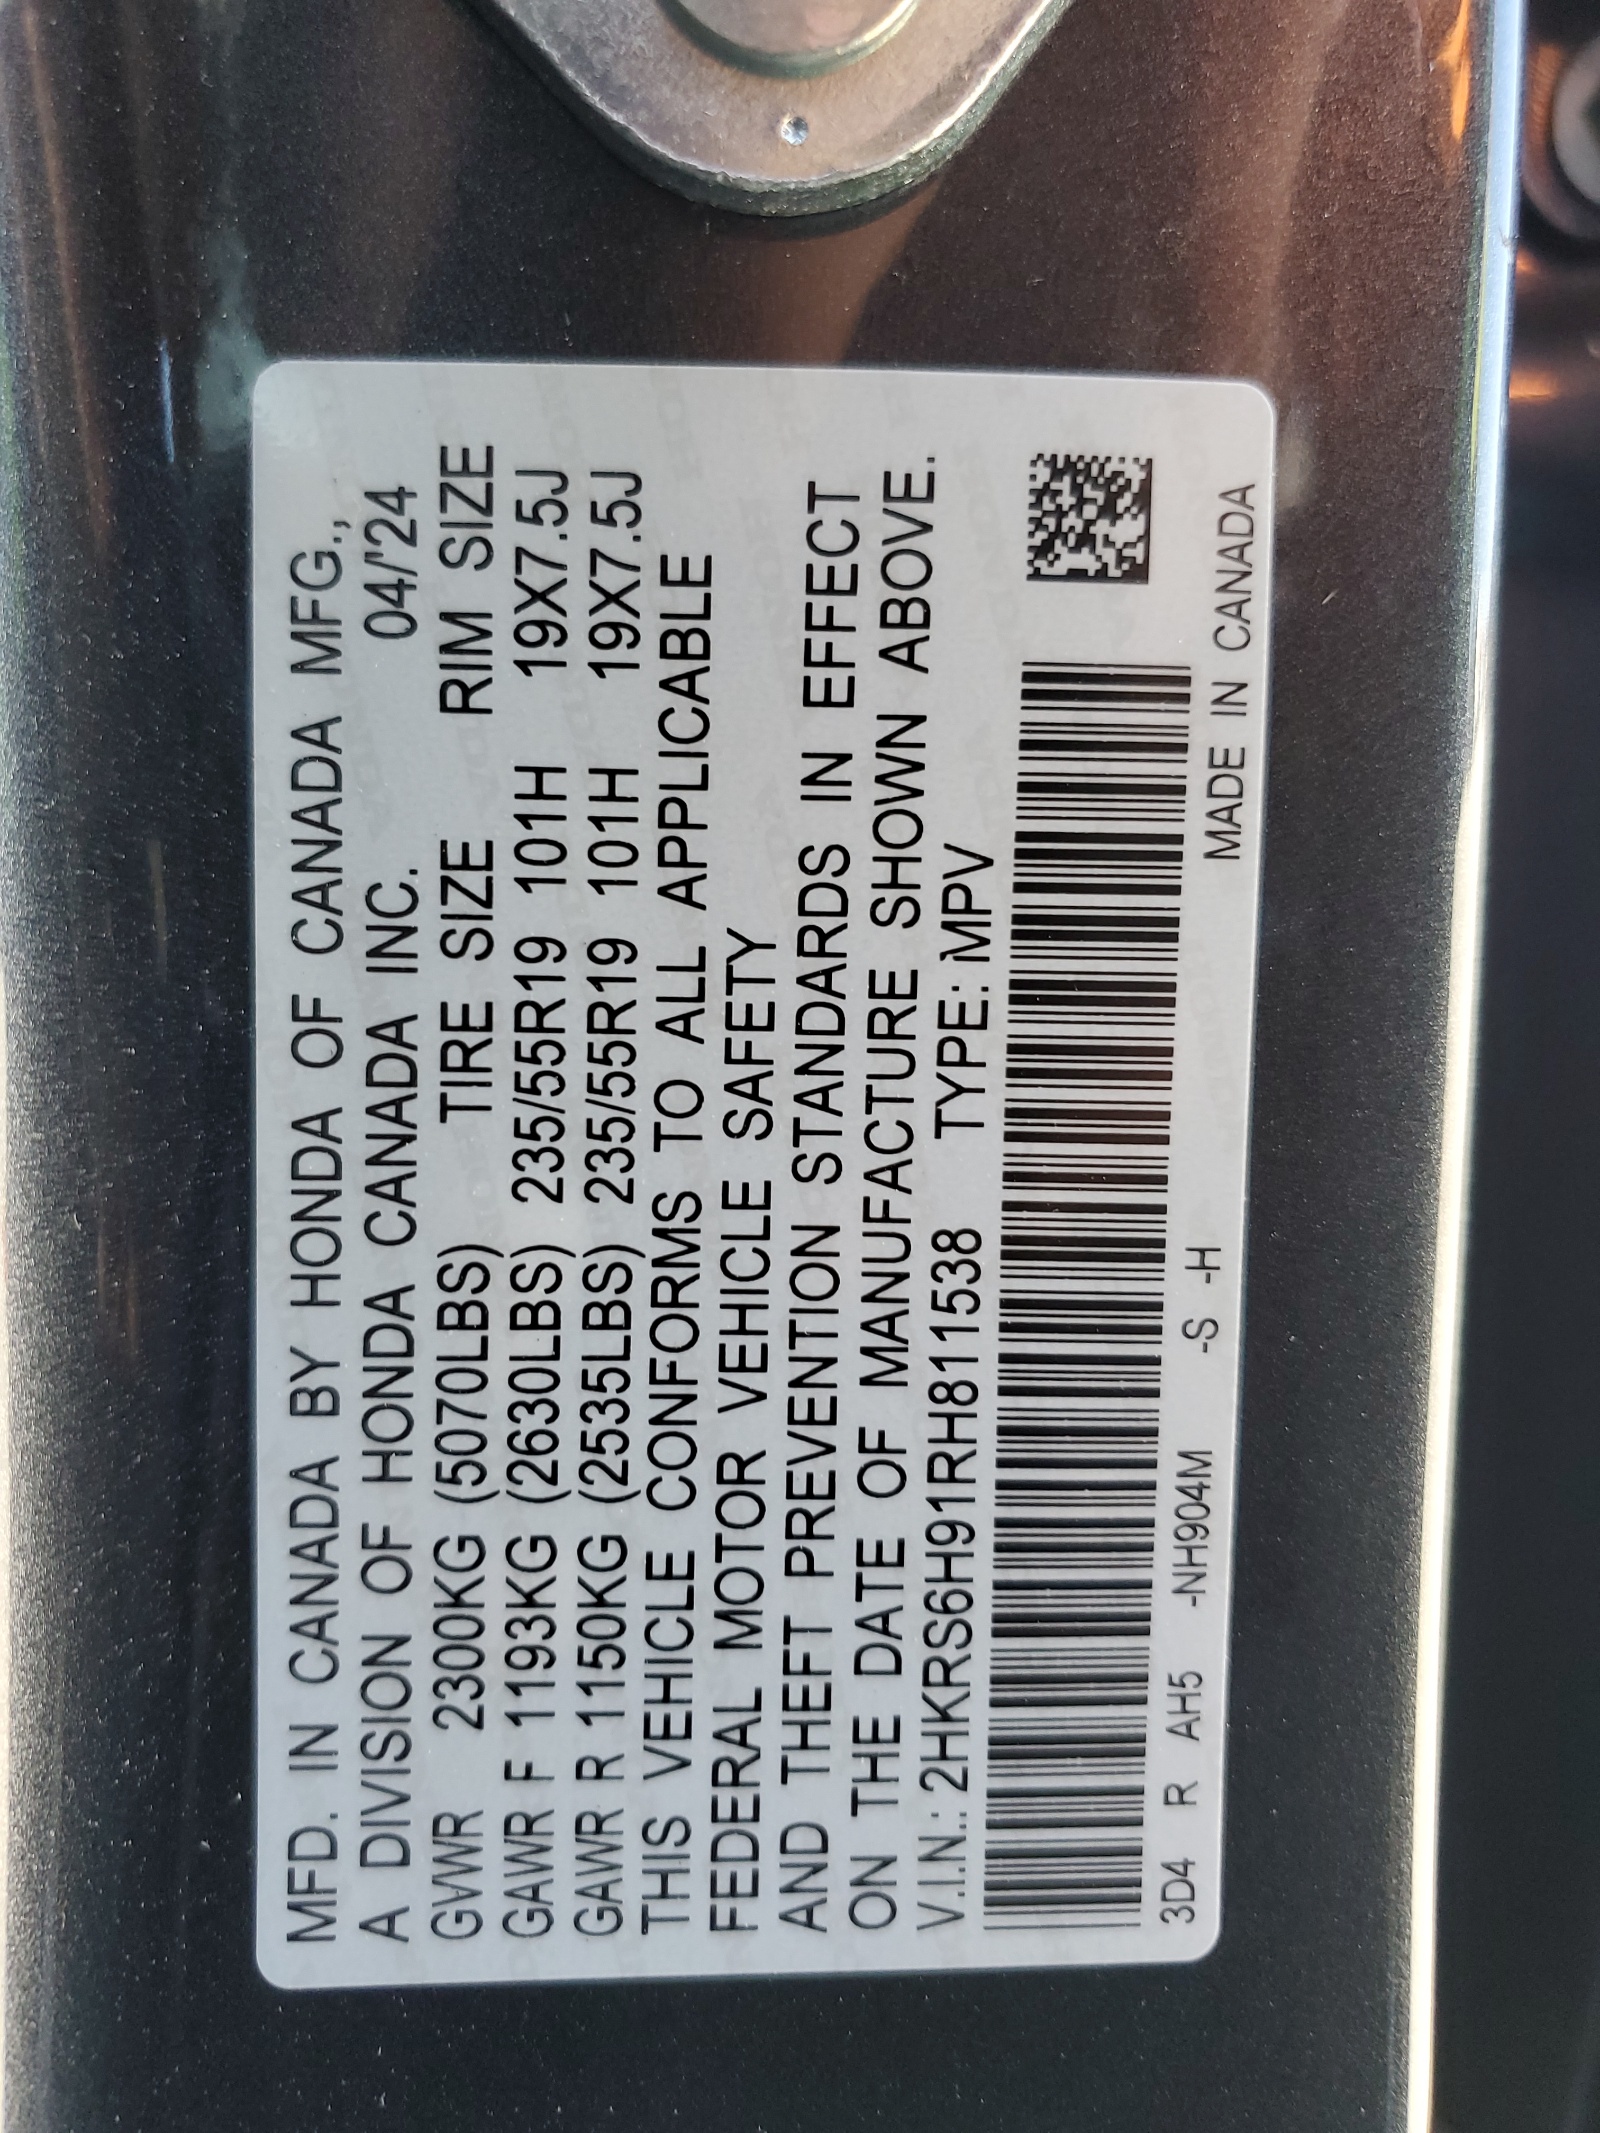 MFD. IN CANADA BY HONDA OF CANADA MFG.,
A DIVISION OF HONDA CANADA INC. 04/'24
GVWR 2300KG (5070LBS) TIRE SIZE RIM SIZE
GAWR F 1193KG (2630LBS) 235/55R19 101H 19X7.5J
GAWR R 1150KG (2535LBS) 235/55R19 101H 19X7.5J
THIS VEHICLE CONFORMS TO ALL APPLICABLE
FEDERAL MOTOR VEHICLE SAFETY
AND THEFT PREVENTION STANDARDS IN EFFECT
ON THE DATE OF MANUFACTURE SHOWN ABOVE.
V.I.N.: 2HKRS6H91RH811538 TYPE: MPV
3D4 R AH5 -NH904M -S -H MADE IN CANADA